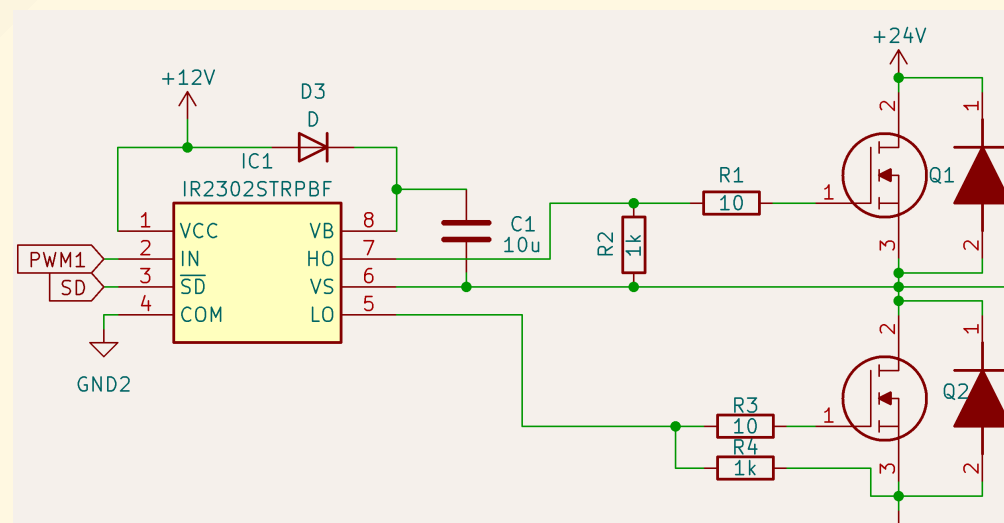 +24V
+12V
D3
D
IC1
IR2302STRPBF
2
1
R1
Q1
1
VCC
VB
8
10
1
C1
10u
R2
1k
PWM1
2
IN
HO
7
3
2
SD
3
SD
VS
6
4
COM
LO
5
2
1
GND2
Q2
R3
10
1
R4
1k
3
2